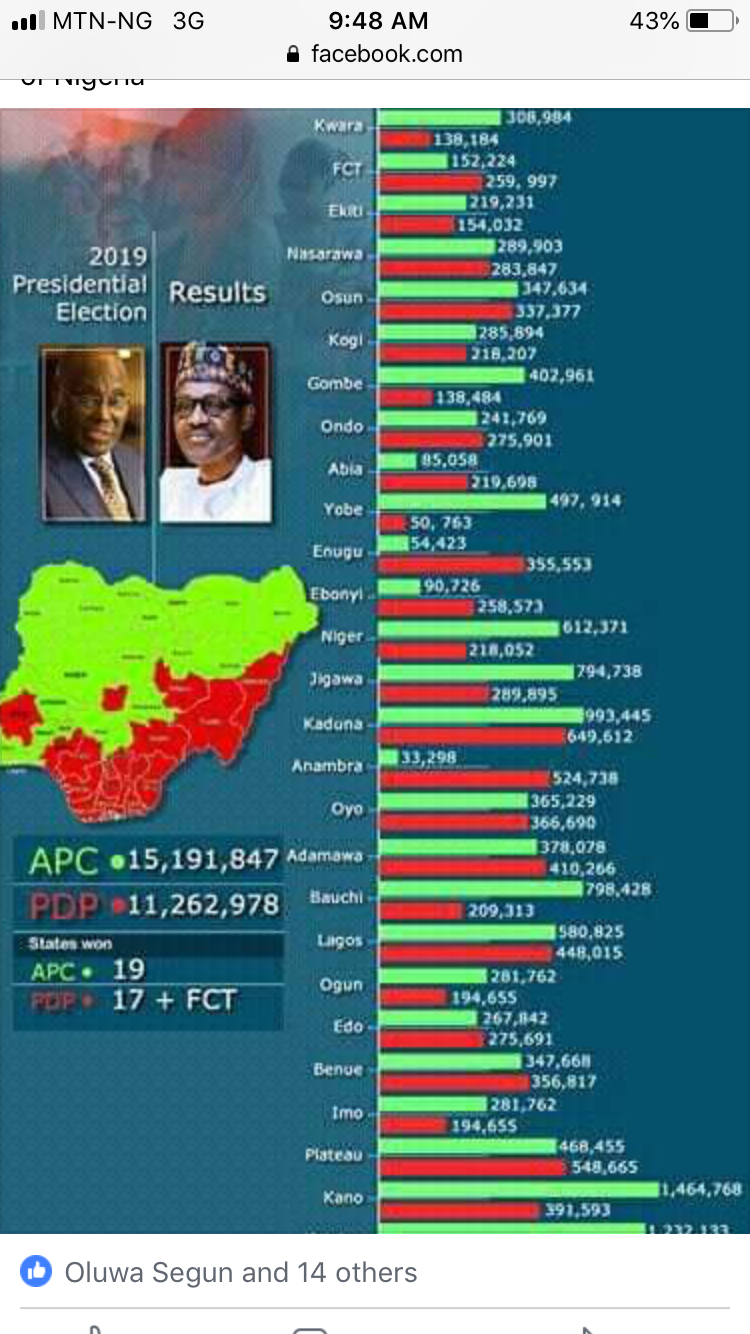 MTN-NG 3G 9:48 AM 43%
facebook.com
of Nigeria
2019
Presidential
Election
Results
APC 15,191,847
PDP 11,262,978
States won
APC • 19
PDP • 17 + FCT
Kwara 308,984
138,184
FCT 152,224
259, 997
Ekiti 219,231
154,032
Nasarawa 289,903
283,847
Osun 347,634
337,377
Kogi 285,894
218,207
Gombe 402,961
138,484
Ondo 241,769
275,901
Abia 85,058
219,698
Yobe 497, 914
50, 763
Enugu 54,423
355,553
Ebonyi 90,726
258,573
Niger 612,371
218,052
Jigawa 794,738
289,895
Kaduna 993,445
649,612
Anambra 33,298
524,738
Oyo 365,229
366,690
Adamawa 378,078
410,266
Bauchi 798,428
209,313
Lagos 580,825
448,015
Ogun 281,762
194,655
Edo 267,842
275,691
Benue 347,668
356,817
Imo 281,762
194,655
Plateau 468,455
548,665
Kano 1,464,768
391,593
1,232,133
Oluwa Segun and 14 others